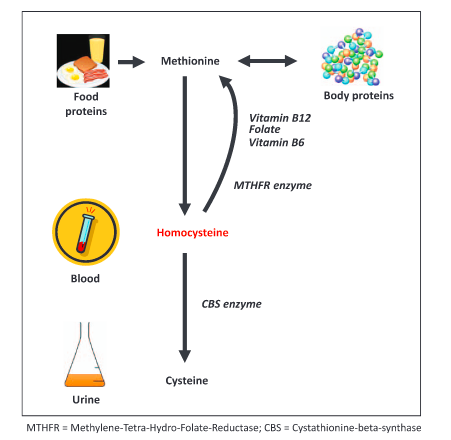 Methionine
Food
proteins
Body proteins
Vitamin B12
Folate
Vitamin B6
MTHFR enzyme
Homocysteine
Blood
CBS enzyme
Cysteine
Urine
MTHFR = Methylene-Tetra-Hydro-Folate-Reductase; CBS = Cystathionine-beta-synthase